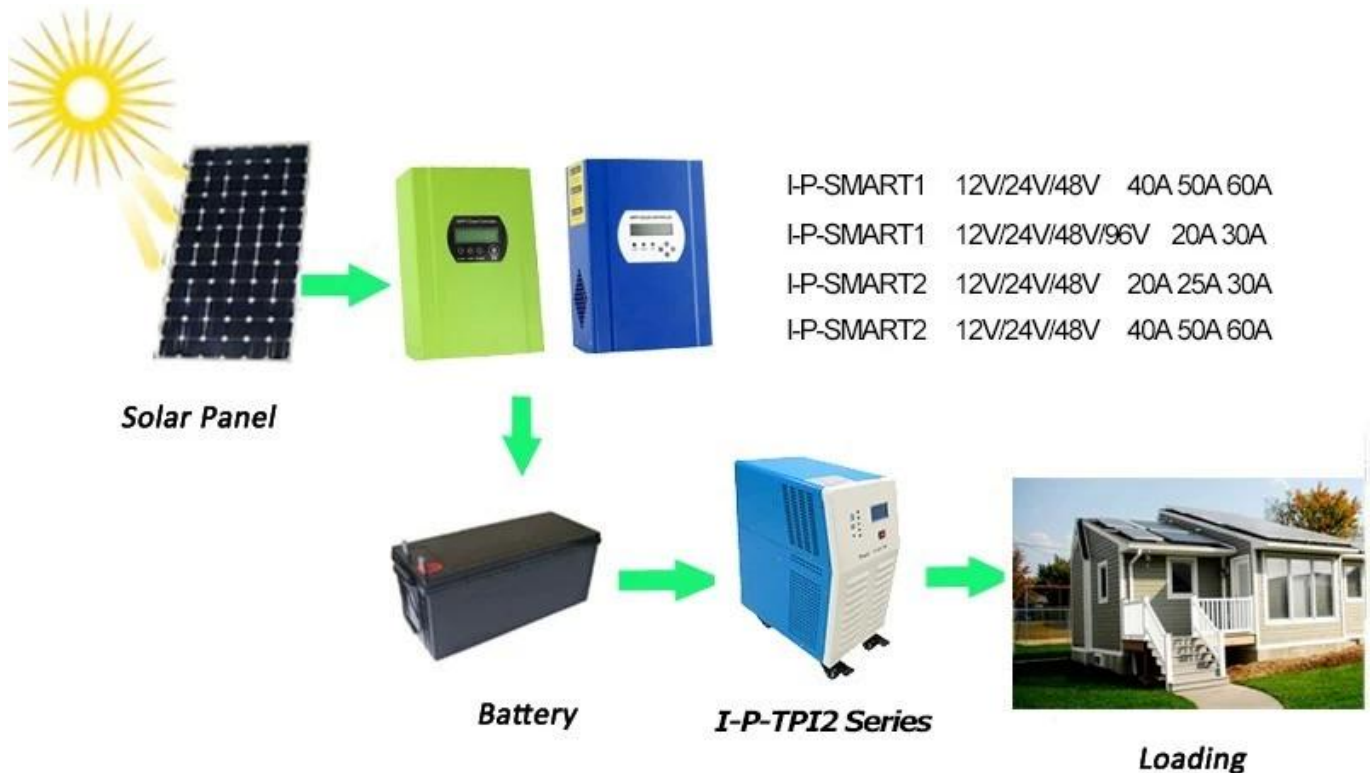 I-P-SMART1 12V/24V/48V 40A 50A 60A
I-P-SMART1 12V/24V/48V/96V 20A 30A
I-P-SMART2 12V/24V/48V 20A 25A 30A
I-P-SMART2 12V/24V/48V 40A 50A 60A
Solar Panel
Battery
I-P-TPI2 Series
Loading